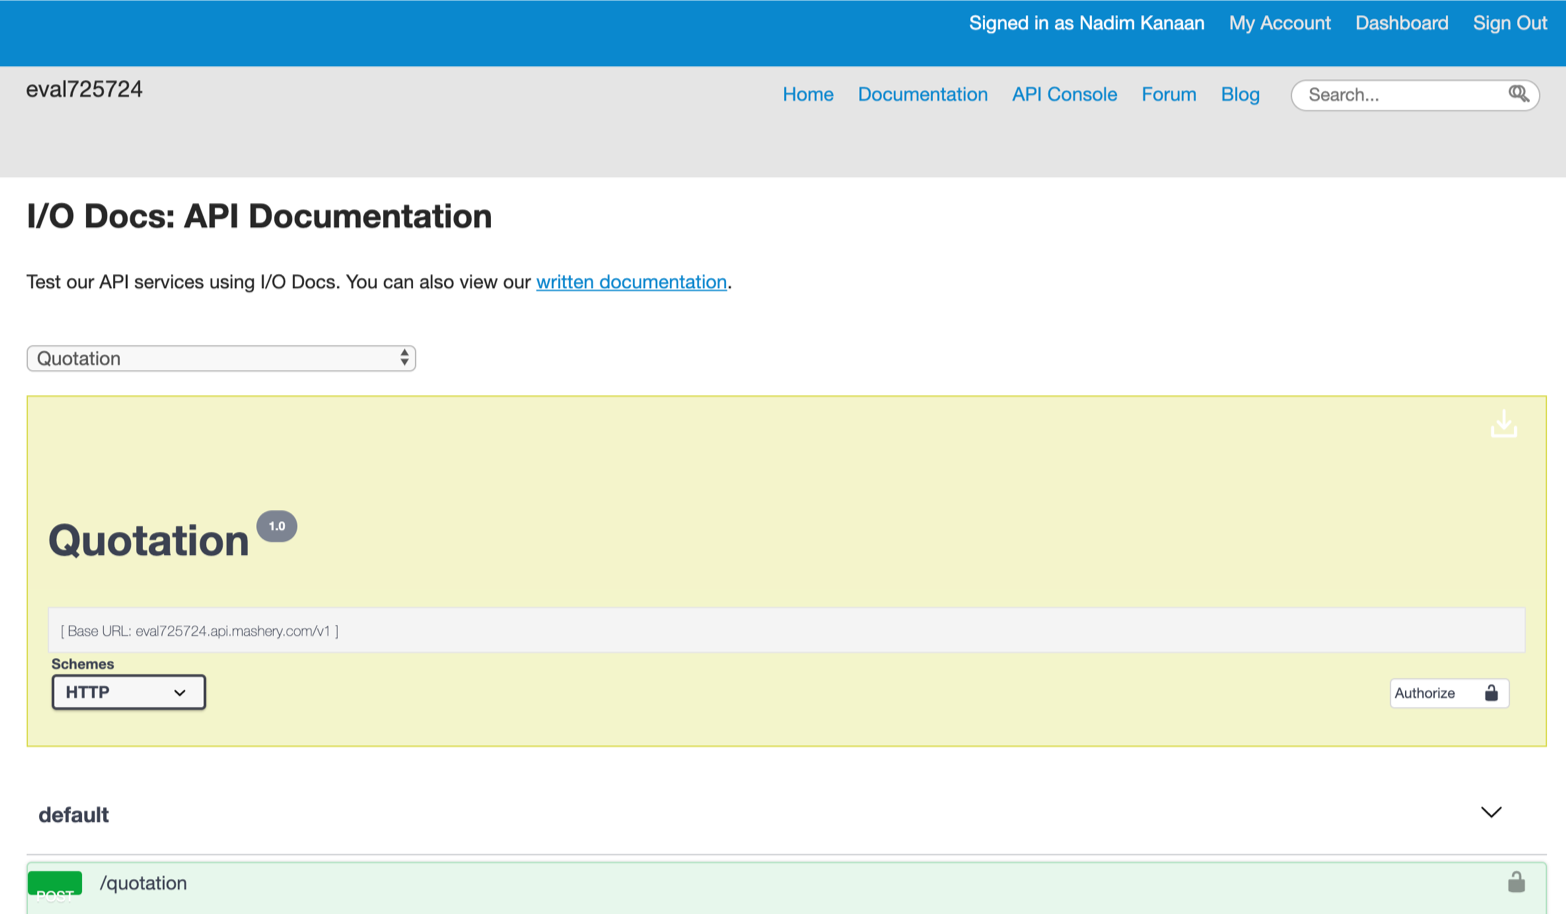 Signed in as Nadim Kanaan My Account Dashboard Sign Out
eval725724
Home Documentation API Console Forum Blog Search...
I/O Docs: API Documentation
Test our API services using I/O Docs. You can also view our written documentation.
Quotation
Quotation 1.0
[ Base URL: eval725724.api.mashery.com/v1 ]
Schemes
HTTP
Authorize
default
POST /quotation